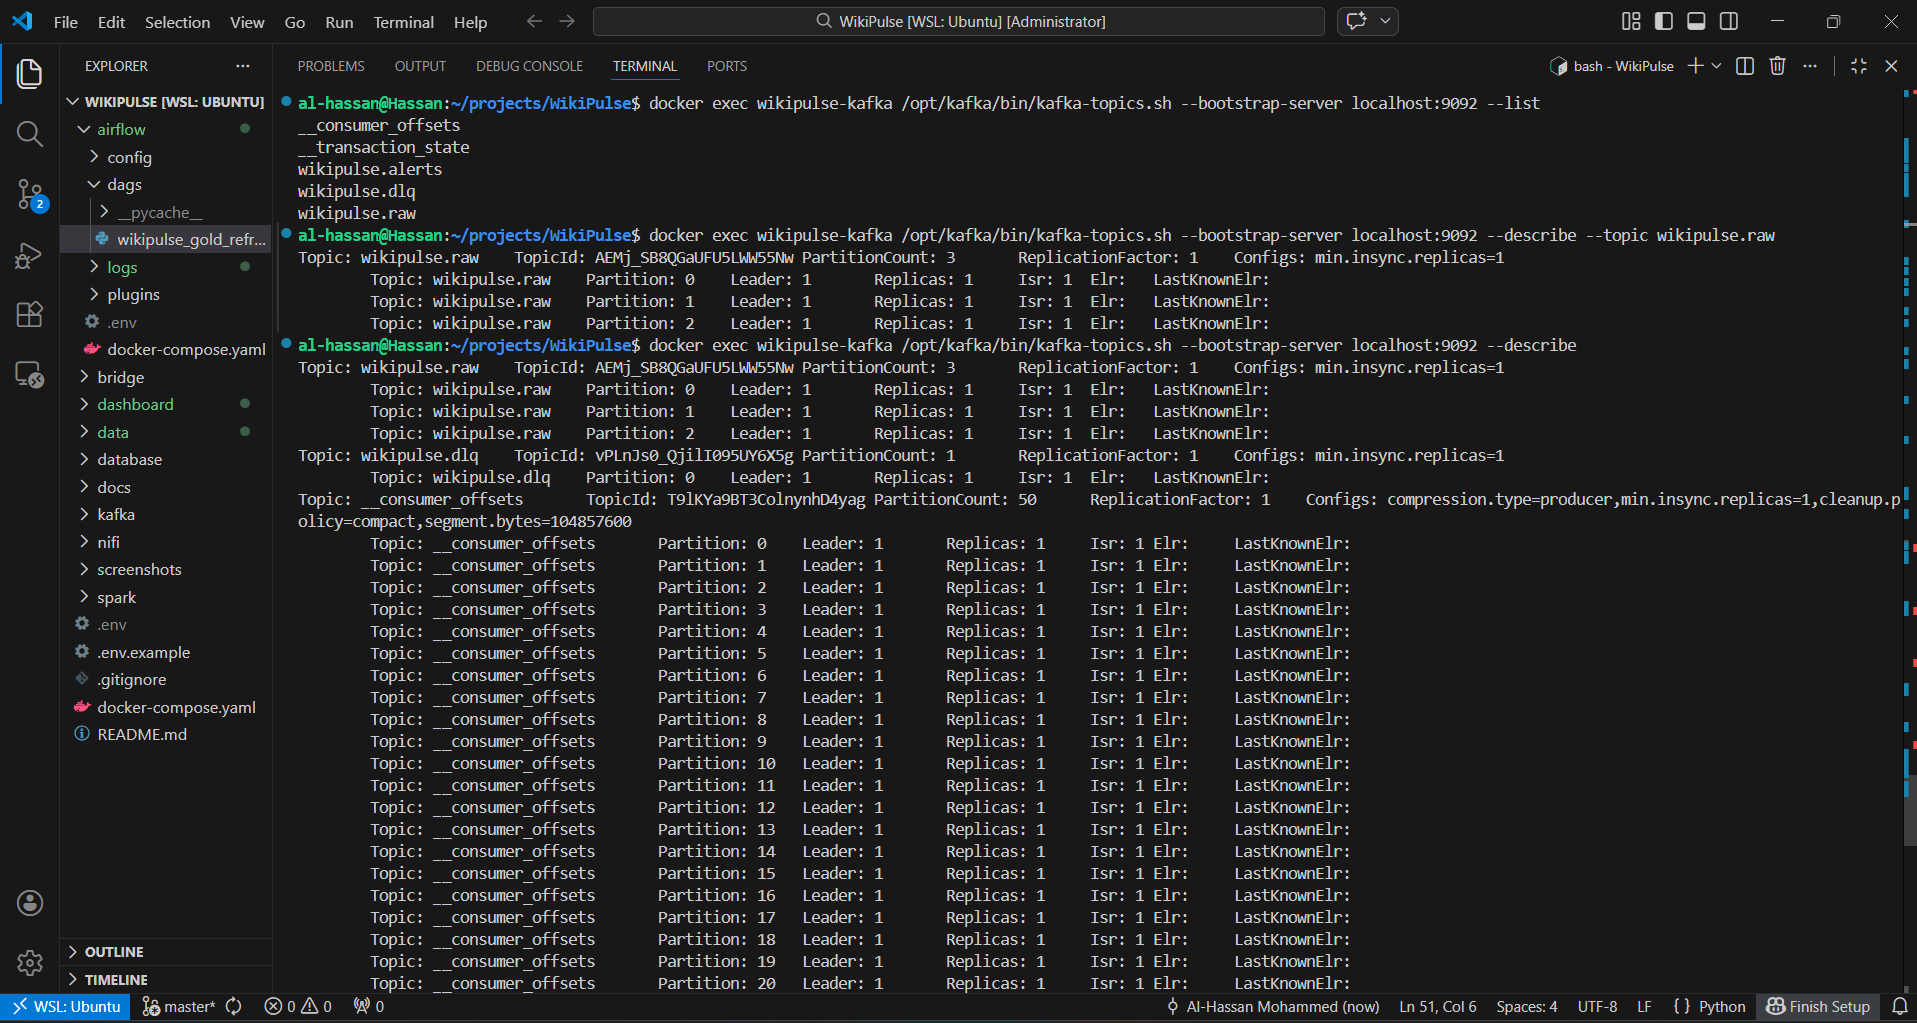 File Edit Selection View Go Run Terminal Help
WikiPulse [WSL: Ubuntu] [Administrator]
EXPLORER
WIKIPULSE [WSL: UBUNTU]
airflow
config
dags
__pycache__
wikipulse_gold_refr...
logs
plugins
.env
docker-compose.yaml
bridge
dashboard
data
database
docs
kafka
nifi
screenshots
spark
.env
.env.example
.gitignore
docker-compose.yaml
README.md
OUTLINE
TIMELINE
2
PROBLEMS OUTPUT DEBUG CONSOLE TERMINAL PORTS
bash - WikiPulse
al-hassan@Hassan:~/projects/WikiPulse$ docker exec wikipulse-kafka /opt/kafka/bin/kafka-topics.sh --bootstrap-server localhost:9092 --list
__consumer_offsets
__transaction_state
wikipulse.alerts
wikipulse.dlq
wikipulse.raw
al-hassan@Hassan:~/projects/WikiPulse$ docker exec wikipulse-kafka /opt/kafka/bin/kafka-topics.sh --bootstrap-server localhost:9092 --describe --topic wikipulse.raw
Topic: wikipulse.raw TopicId: AEMj_SB8QGaUFU5LWW55Nw PartitionCount: 3 ReplicationFactor: 1 Configs: min.insync.replicas=1
Topic: wikipulse.raw Partition: 0 Leader: 1 Replicas: 1 Isr: 1 Elr: LastKnownElr:
Topic: wikipulse.raw Partition: 1 Leader: 1 Replicas: 1 Isr: 1 Elr: LastKnownElr:
Topic: wikipulse.raw Partition: 2 Leader: 1 Replicas: 1 Isr: 1 Elr: LastKnownElr:
al-hassan@Hassan:~/projects/WikiPulse$ docker exec wikipulse-kafka /opt/kafka/bin/kafka-topics.sh --bootstrap-server localhost:9092 --describe
Topic: wikipulse.raw TopicId: AEMj_SB8QGaUFU5LWW55Nw PartitionCount: 3 ReplicationFactor: 1 Configs: min.insync.replicas=1
Topic: wikipulse.raw Partition: 0 Leader: 1 Replicas: 1 Isr: 1 Elr: LastKnownElr:
Topic: wikipulse.raw Partition: 1 Leader: 1 Replicas: 1 Isr: 1 Elr: LastKnownElr:
Topic: wikipulse.raw Partition: 2 Leader: 1 Replicas: 1 Isr: 1 Elr: LastKnownElr:
Topic: wikipulse.dlq TopicId: vPLnJs0_QjilI095UY6X5g PartitionCount: 1 ReplicationFactor: 1 Configs: min.insync.replicas=1
Topic: wikipulse.dlq Partition: 0 Leader: 1 Replicas: 1 Isr: 1 Elr: LastKnownElr:
Topic: __consumer_offsets TopicId: T9lKYa9BT3ColnynhD4yag PartitionCount: 50 ReplicationFactor: 1 Configs: compression.type=producer,min.insync.replicas=1,cleanup.p
olicy=compact,segment.bytes=104857600
Topic: __consumer_offsets Partition: 0 Leader: 1 Replicas: 1 Isr: 1 Elr: LastKnownElr:
Topic: __consumer_offsets Partition: 1 Leader: 1 Replicas: 1 Isr: 1 Elr: LastKnownElr:
Topic: __consumer_offsets Partition: 2 Leader: 1 Replicas: 1 Isr: 1 Elr: LastKnownElr:
Topic: __consumer_offsets Partition: 3 Leader: 1 Replicas: 1 Isr: 1 Elr: LastKnownElr:
Topic: __consumer_offsets Partition: 4 Leader: 1 Replicas: 1 Isr: 1 Elr: LastKnownElr:
Topic: __consumer_offsets Partition: 5 Leader: 1 Replicas: 1 Isr: 1 Elr: LastKnownElr:
Topic: __consumer_offsets Partition: 6 Leader: 1 Replicas: 1 Isr: 1 Elr: LastKnownElr:
Topic: __consumer_offsets Partition: 7 Leader: 1 Replicas: 1 Isr: 1 Elr: LastKnownElr:
Topic: __consumer_offsets Partition: 8 Leader: 1 Replicas: 1 Isr: 1 Elr: LastKnownElr:
Topic: __consumer_offsets Partition: 9 Leader: 1 Replicas: 1 Isr: 1 Elr: LastKnownElr:
Topic: __consumer_offsets Partition: 10 Leader: 1 Replicas: 1 Isr: 1 Elr: LastKnownElr:
Topic: __consumer_offsets Partition: 11 Leader: 1 Replicas: 1 Isr: 1 Elr: LastKnownElr:
Topic: __consumer_offsets Partition: 12 Leader: 1 Replicas: 1 Isr: 1 Elr: LastKnownElr:
Topic: __consumer_offsets Partition: 13 Leader: 1 Replicas: 1 Isr: 1 Elr: LastKnownElr:
Topic: __consumer_offsets Partition: 14 Leader: 1 Replicas: 1 Isr: 1 Elr: LastKnownElr:
Topic: __consumer_offsets Partition: 15 Leader: 1 Replicas: 1 Isr: 1 Elr: LastKnownElr:
Topic: __consumer_offsets Partition: 16 Leader: 1 Replicas: 1 Isr: 1 Elr: LastKnownElr:
Topic: __consumer_offsets Partition: 17 Leader: 1 Replicas: 1 Isr: 1 Elr: LastKnownElr:
Topic: __consumer_offsets Partition: 18 Leader: 1 Replicas: 1 Isr: 1 Elr: LastKnownElr:
Topic: __consumer_offsets Partition: 19 Leader: 1 Replicas: 1 Isr: 1 Elr: LastKnownElr:
Topic: __consumer_offsets Partition: 20 Leader: 1 Replicas: 1 Isr: 1 Elr: LastKnownElr:
WSL: Ubuntu master* 0 0 0 Al-Hassan Mohammed (now) Ln 51, Col 6 Spaces: 4 UTF-8 LF { } Python Finish Setup